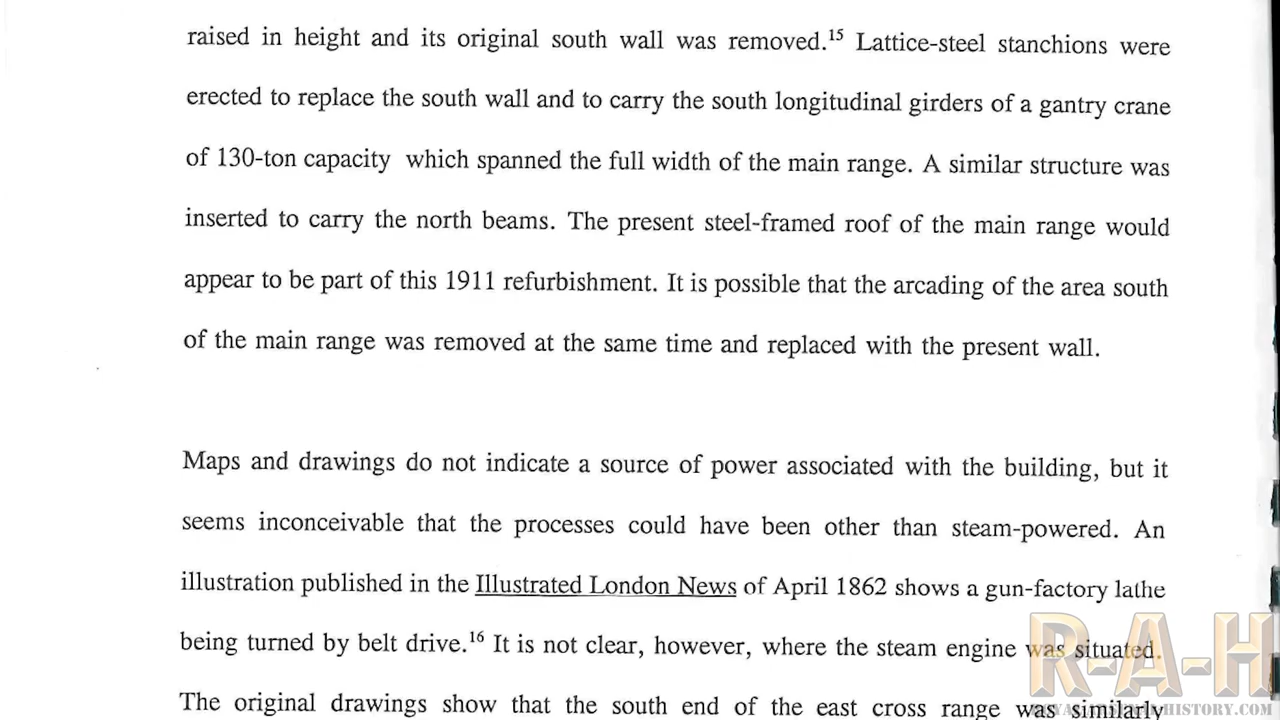 raised in height and its original south wall was removed.15 Lattice-steel stanchions were
erected to replace the south wall and to carry the south longitudinal girders of a gantry crane
of 130-ton capacity which spanned the full width of the main range. A similar structure was
inserted to carry the north beams. The present steel-framed roof of the main range would
appear to be part of this 1911 refurbishment. It is possible that the arcading of the area south
of the main range was removed at the same time and replaced with the present wall.
Maps and drawings do not indicate a source of power associated with the building, but it
seems inconceivable that the processes could have been other than steam-powered. An
illustration published in the Illustrated London News of April 1862 shows a gun-factory lathe
being turned by belt drive.16 It is not clear, however, where the steam engine was situated.
The original drawings show that the south end of the east cross range was similarly
R-A-H